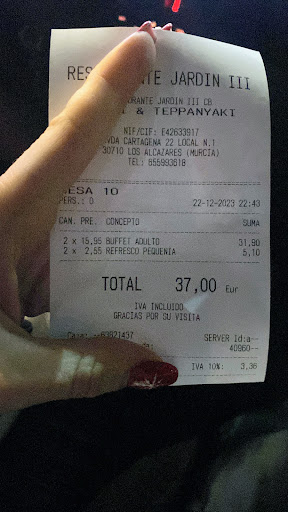 RES NTE JARDIN III
RANTE JARDIN III CB
I & TEPPANYAKI
NIF/CIF: E42633917
VDA CARTAGENA 22 LOCAL N.1
30710 LOS ALCAZARES (MURCIA)
TEL: 855993618
ESA 10
PERS.: 0 22-12-2023 22:43
CAN. PRE. CONCEPTO SUMA
2 x 15,95 BUFFET ADULTO 31,90
2 x 2,55 REFRESCO PEQUENIA 5,10
TOTAL 37,00 Eur
IVA INCLUIDO
GRACIAS POR SU VISITA
SERVER Id:a--
40960--
IVA 10%: 3,36